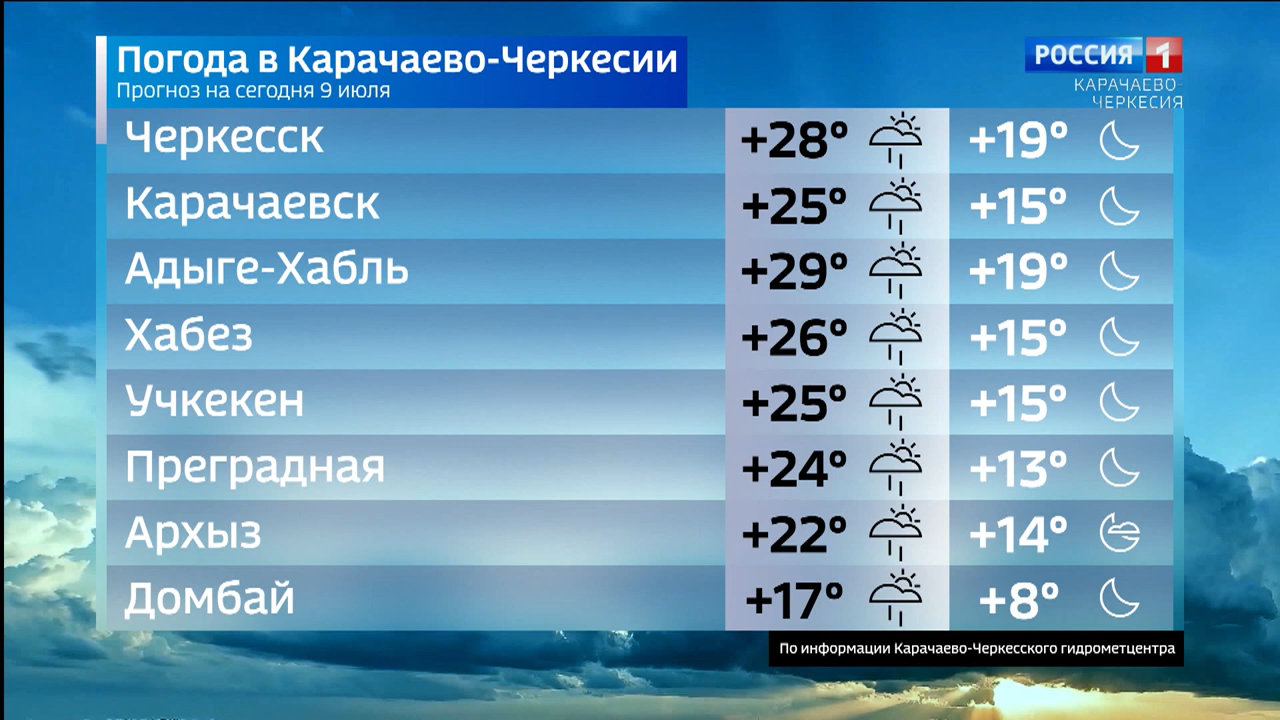 Погода в Карачаево-Черкесии
Прогноз на сегодня 9 июля
РОССИЯ 1
КАРАЧАЕВО-
ЧЕРКЕСИЯ
Черкесск +28° +19°
Карачаевск +25° +15°
Адыге-Хабль +29° +19°
Хабез +26° +15°
Учкекен +25° +15°
Преградная +24° +13°
Архыз +22° +14°
Домбай +17° +8°
По информации Карачаево-Черкесского гидрометцентра